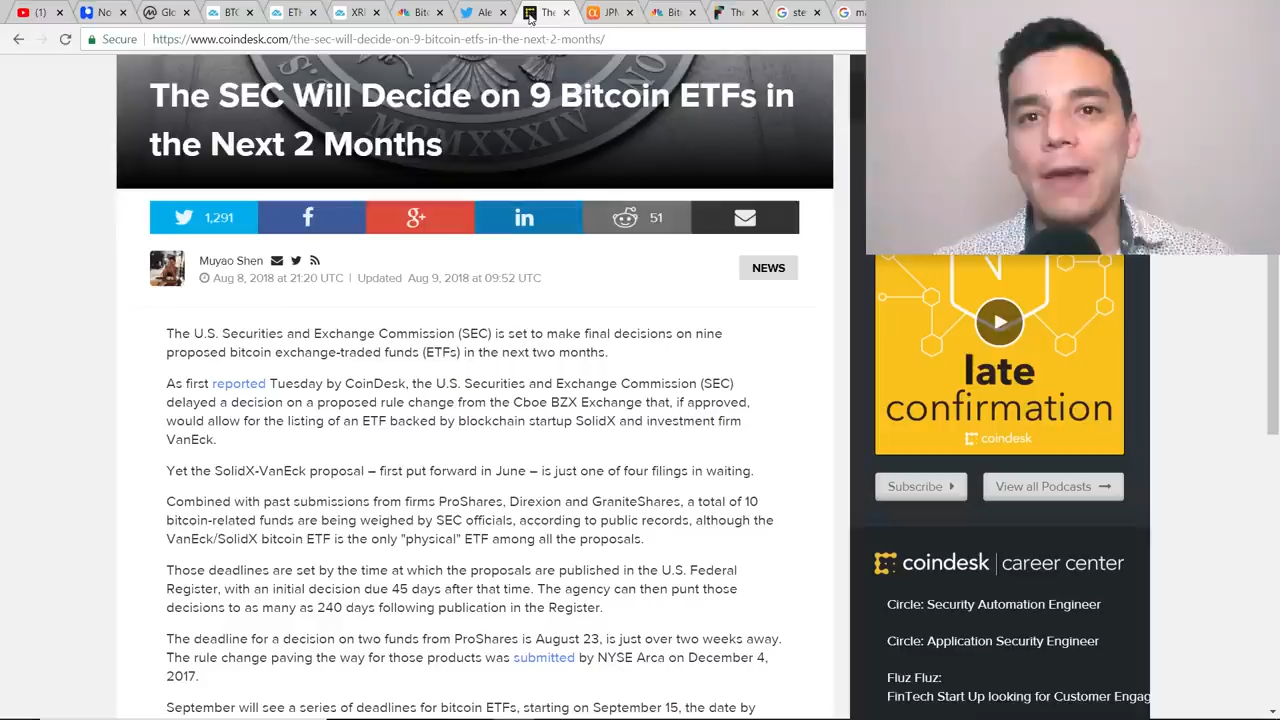 (1)
No
Glo
BTC
ETH
XRI
Bitc
Ale
The
JPN
Bitc
The
ste
ma
Secure
https://www.coindesk.com/the-sec-will-decide-on-9-bitcoin-etfs-in-the-next-2-months/
The SEC Will Decide on 9 Bitcoin ETFs in
the Next 2 Months
1,291
51
Muyao Shen
Aug 8, 2018 at 21:20 UTC | Updated Aug 9, 2018 at 09:52 UTC
NEWS
The U.S. Securities and Exchange Commission (SEC) is set to make final decisions on nine
proposed bitcoin exchange-traded funds (ETFs) in the next two months.
As first reported Tuesday by CoinDesk, the U.S. Securities and Exchange Commission (SEC)
delayed a decision on a proposed rule change from the Cboe BZX Exchange that, if approved,
would allow for the listing of an ETF backed by blockchain startup SolidX and investment firm
VanEck.
Yet the SolidX-VanEck proposal – first put forward in June – is just one of four filings in waiting.
Combined with past submissions from firms ProShares, Direxion and GraniteShares, a total of 10
bitcoin-related funds are being weighed by SEC officials, according to public records, although the
VanEck/SolidX bitcoin ETF is the only "physical" ETF among all the proposals.
Those deadlines are set by the time at which the proposals are published in the U.S. Federal
Register, with an initial decision due 45 days after that time. The agency can then punt those
decisions to as many as 240 days following publication in the Register.
The deadline for a decision on two funds from ProShares is August 23, is just over two weeks away.
The rule change paving the way for those products was submitted by NYSE Arca on December 4,
2017.
September will see a series of deadlines for bitcoin ETFs, starting on September 15, the date by
late
confirmation
coindesk
Subscribe
View all Podcasts
coindesk | career center
Circle: Security Automation Engineer
Circle: Application Security Engineer
Fluz Fluz:
FinTech Start Up looking for Customer Engag